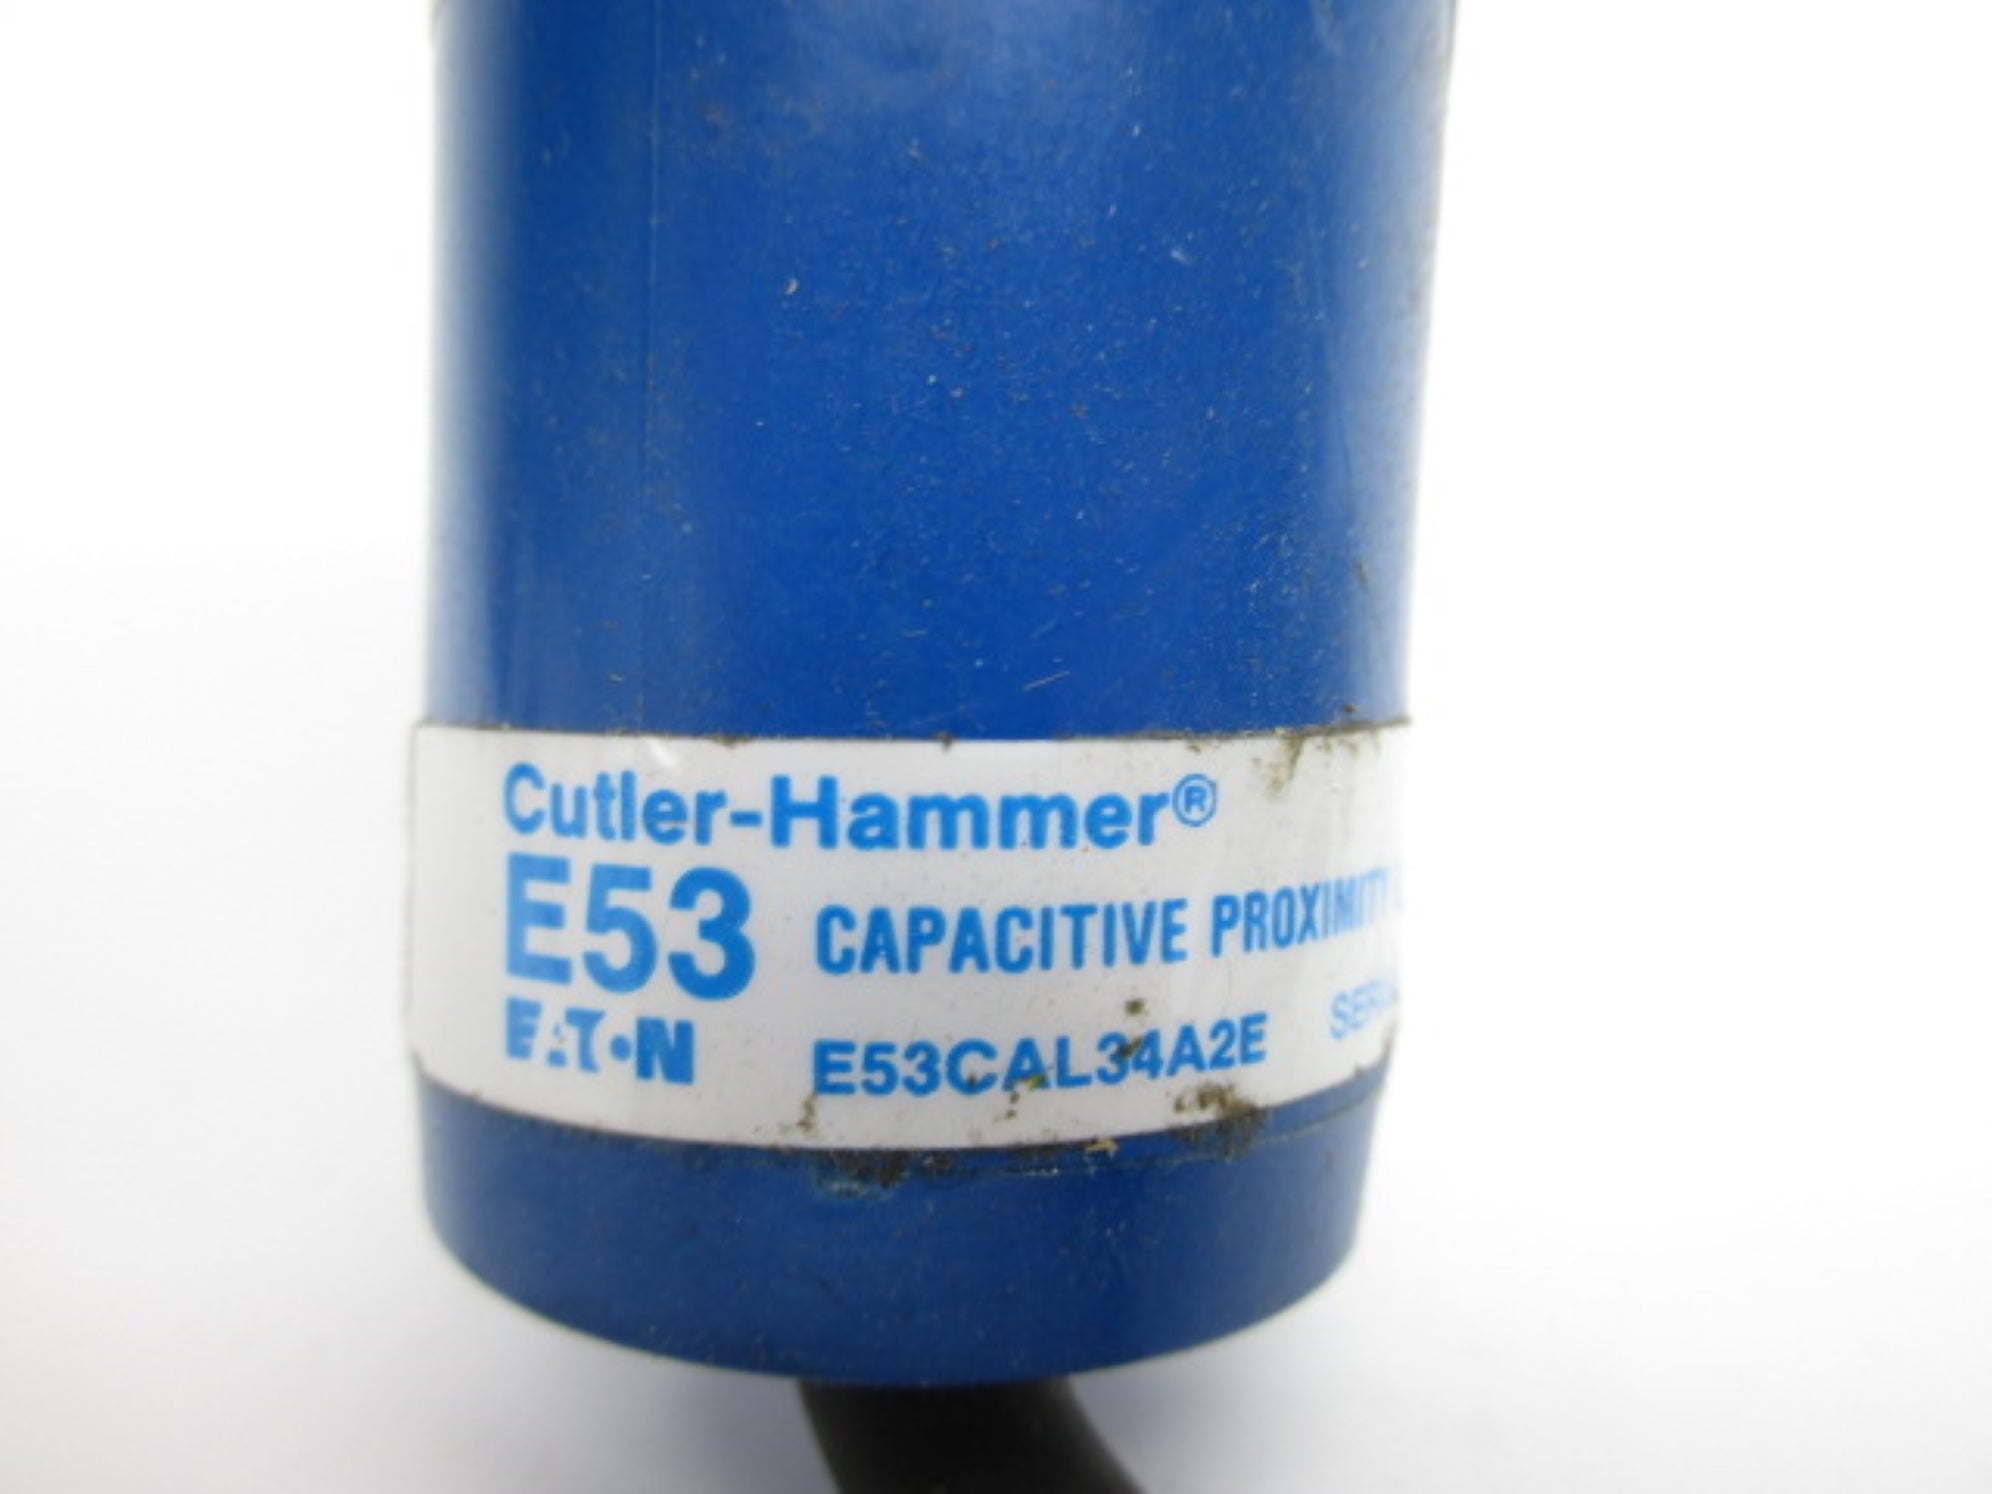 Cutler-Hammer®
E53 CAPACITIVE PROXIMITY
EATON E53CAL34A2E